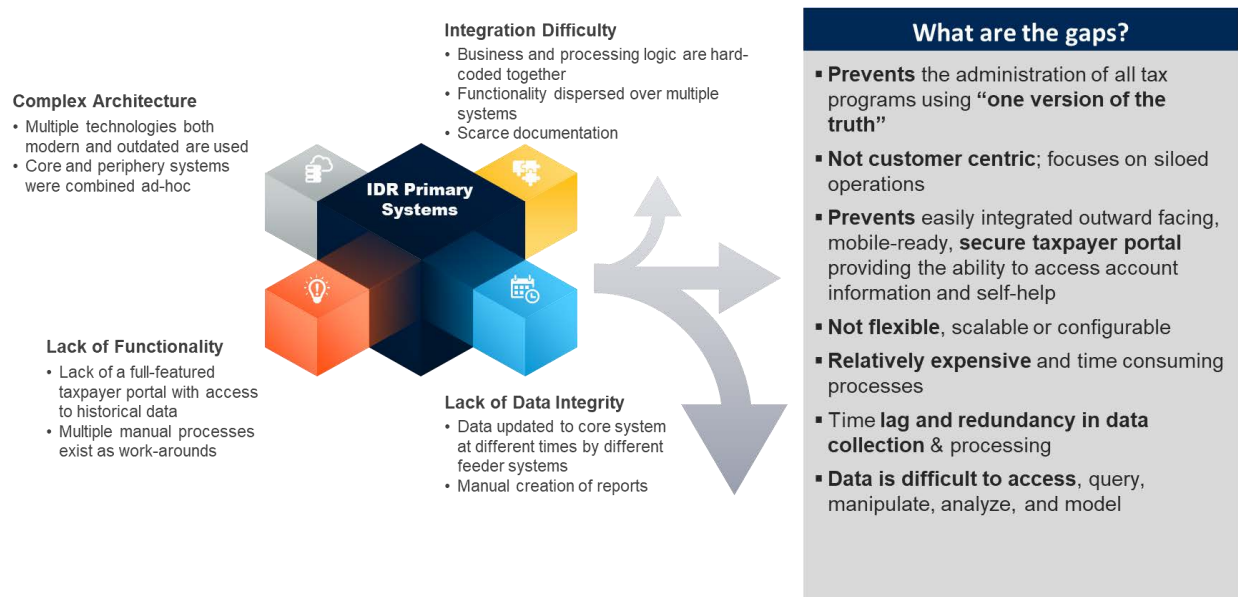 Complex Architecture
• Multiple technologies both
modern and outdated are used
• Core and periphery systems
were combined ad-hoc
Integration Difficulty
• Business and processing logic are hard-
coded together
• Functionality dispersed over multiple
systems
• Scarce documentation
IDR Primary
Systems
Lack of Functionality
• Lack of a full-featured
taxpayer portal with access
to historical data
• Multiple manual processes
exist as work-arounds
Lack of Data Integrity
• Data updated to core system
at different times by different
feeder systems
• Manual creation of reports
What are the gaps?
▪ Prevents the administration of all tax
programs using “one version of the
truth”
▪ Not customer centric; focuses on siloed
operations
▪ Prevents easily integrated outward facing,
mobile-ready, secure taxpayer portal
providing the ability to access account
information and self-help
▪ Not flexible, scalable or configurable
▪ Relatively expensive and time consuming
processes
▪ Time lag and redundancy in data
collection & processing
▪ Data is difficult to access, query,
manipulate, analyze, and model